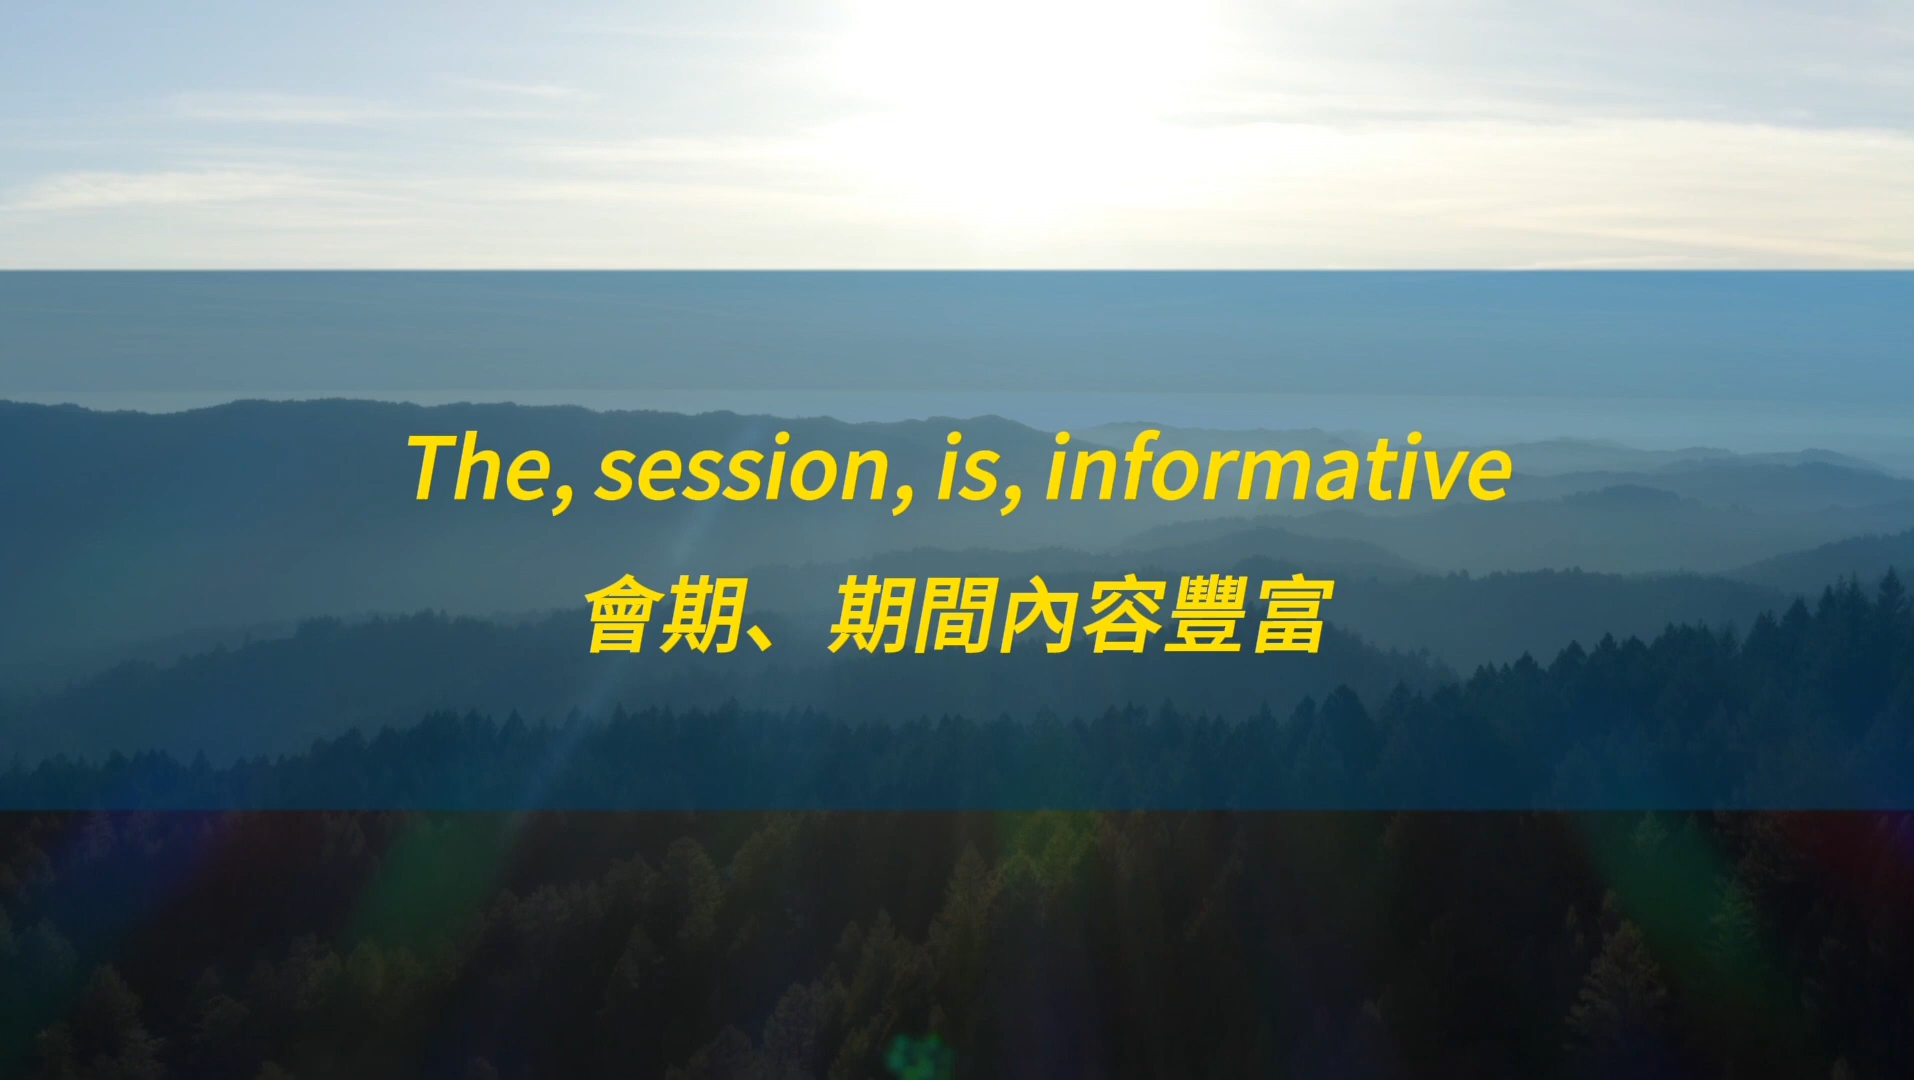 The, session, is, informative
會期、期間內容豐富